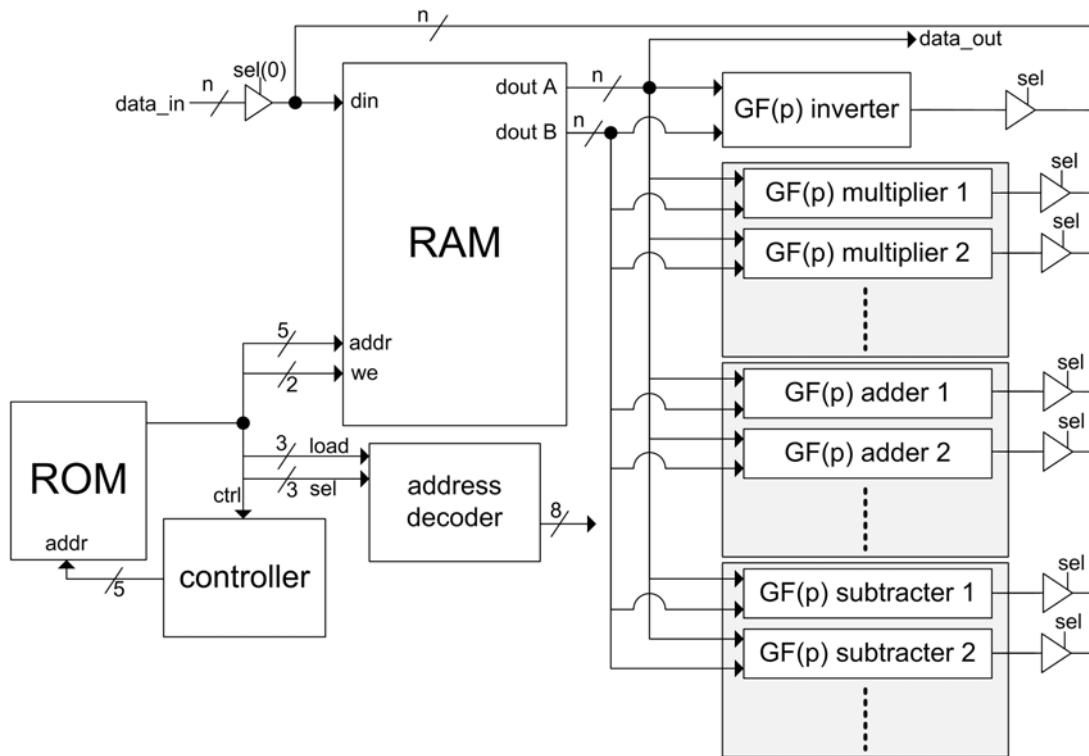 n
n
sel(0)
data_in
din
RAM
dout A
n
dout B
n
data_out
GF(p) inverter
sel
GF(p) multiplier 1
sel
GF(p) multiplier 2
sel
5
addr
2
we
GF(p) adder 1
sel
GF(p) adder 2
sel
ROM
addr
3
load
3
sel
ctrl
address
decoder
8
controller
5
GF(p) subtracter 1
sel
GF(p) subtracter 2
sel